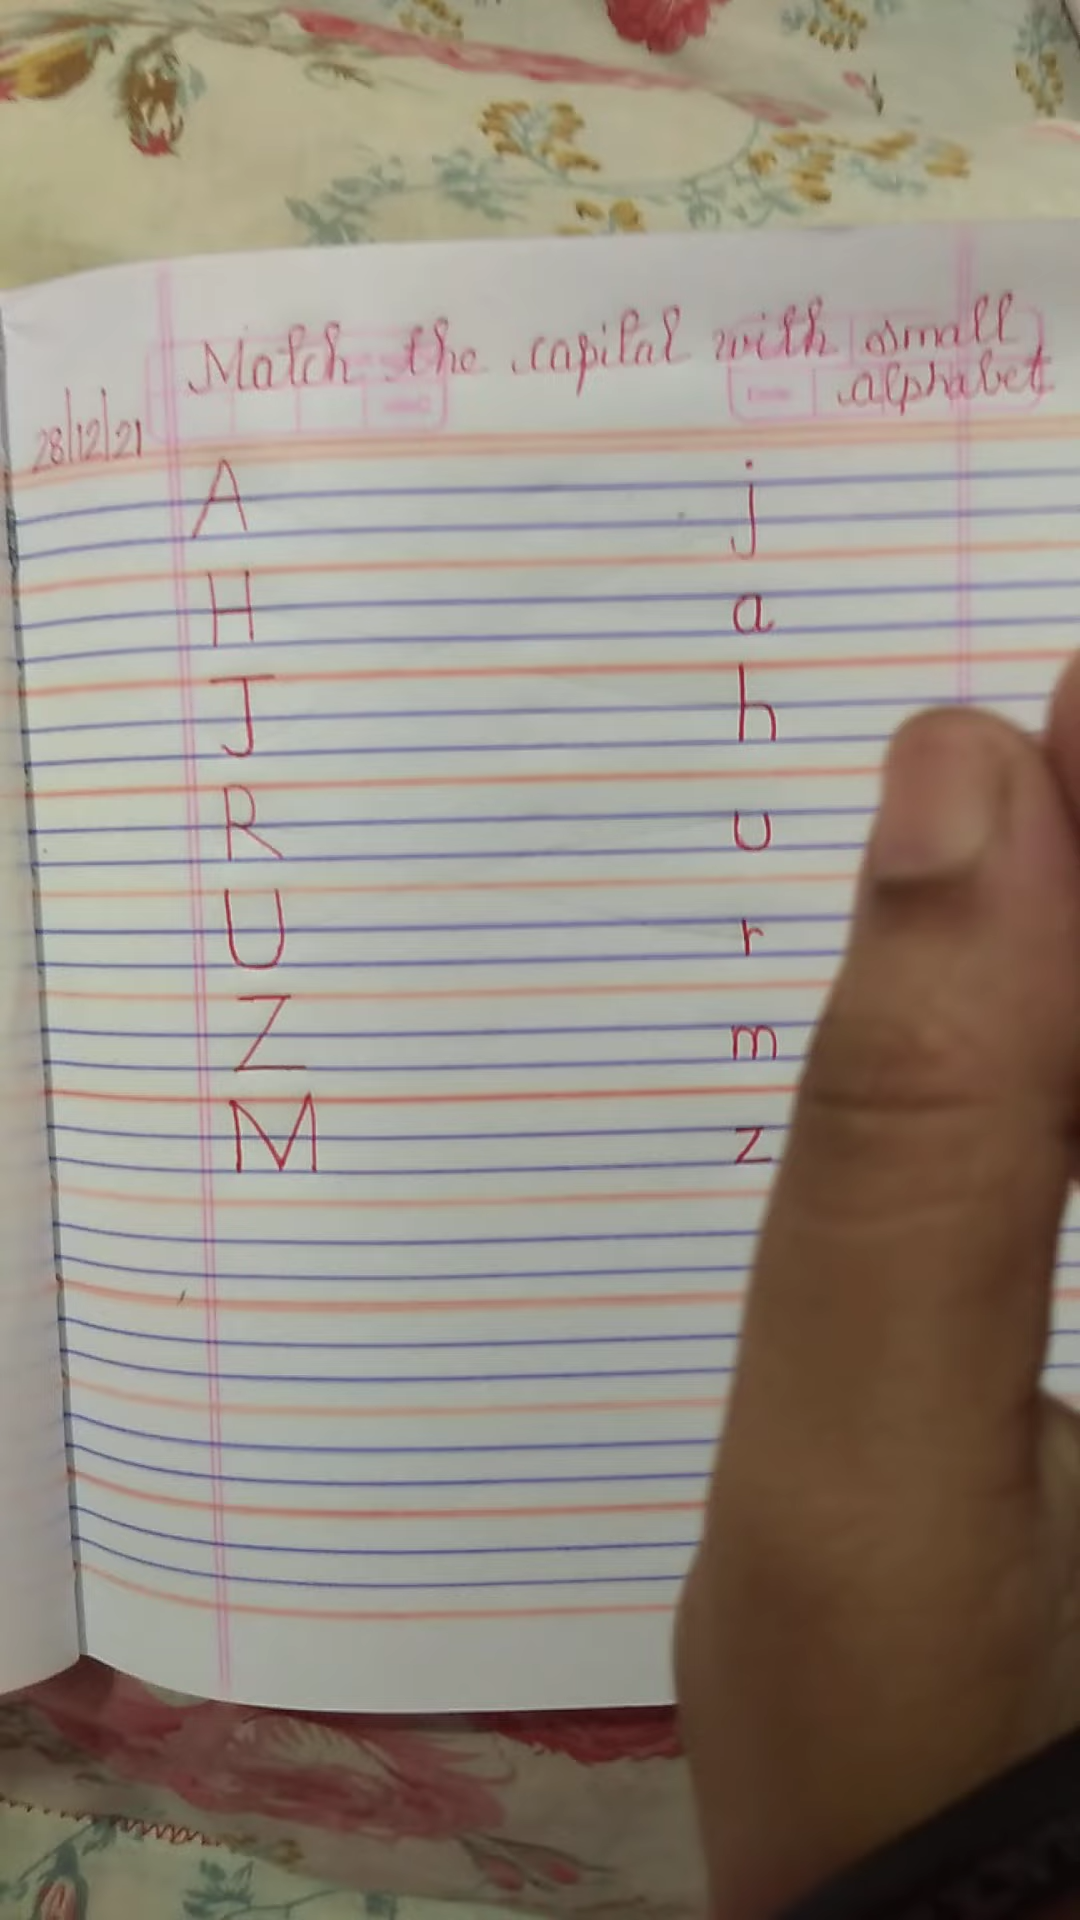 Match the capital with small
alphabet
28/12/21
A j
H a
J h
R u
U r
Z m
M z